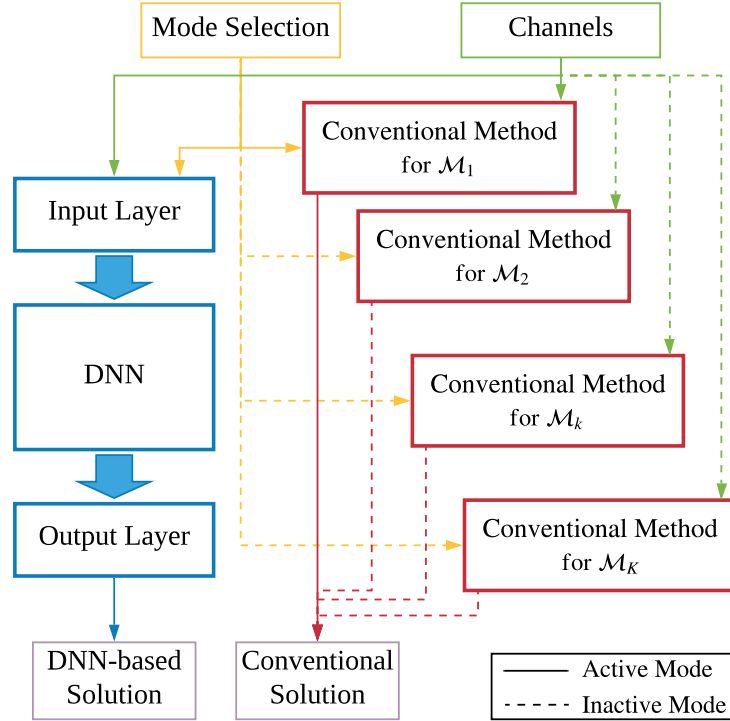 Mode Selection
Channels
Conventional Method
for ℳ₁
Input Layer
Conventional Method
for ℳ₂
DNN
Conventional Method
for ℳₖ
Output Layer
Conventional Method
for ℳ_K
DNN-based
Solution
Conventional
Solution
Active Mode
Inactive Mode